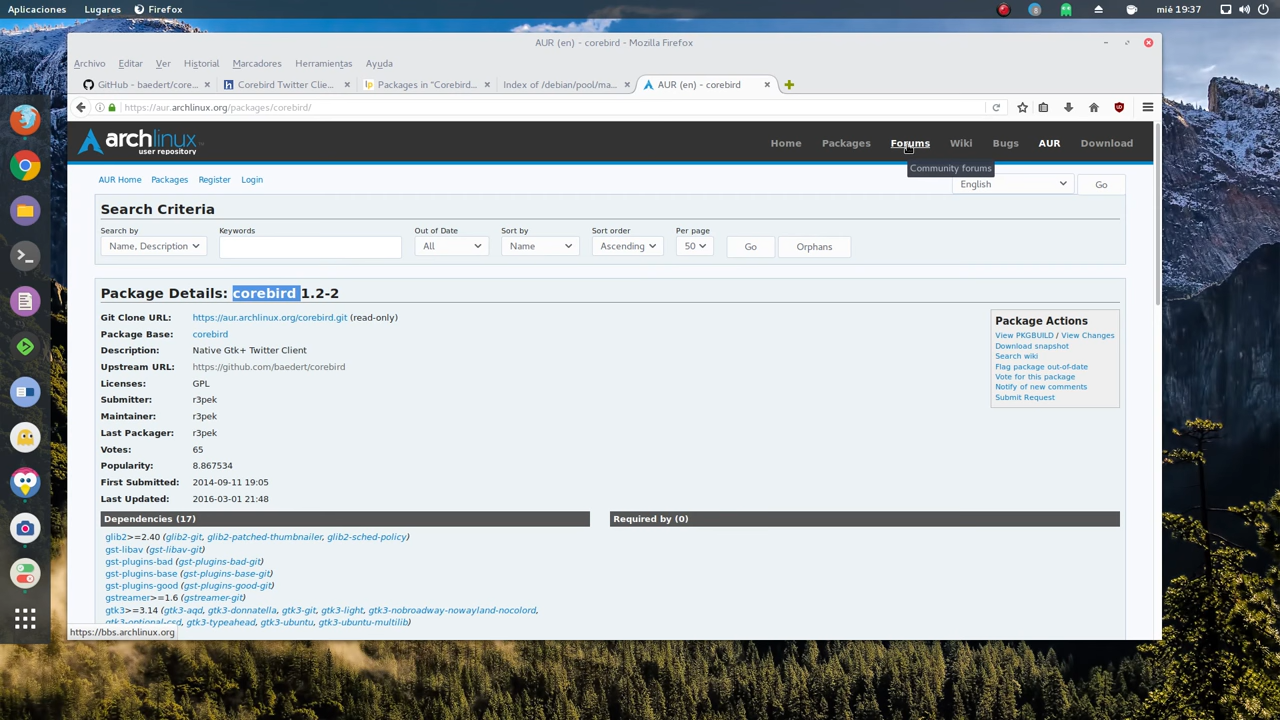 Aplicaciones Lugares Firefox mié 19:37
AUR (en) - corebird - Mozilla Firefox
Archivo Editar Ver Historial Marcadores Herramientas Ayuda
GitHub - baedert/core... Corebird Twitter Clie... Packages in "Corebird... Index of /debian/pool/ma... AUR (en) - corebird
https://aur.archlinux.org/packages/corebird/
archlinux
user repository
Home Packages Forums Wiki Bugs AUR Download
Community forums
AUR Home Packages Register Login
English Go
Search Criteria
Search by Keywords Out of Date Sort by Sort order Per page
Name, Description All Name Ascending 50 Go Orphans
Package Details: corebird 1.2-2
Git Clone URL: https://aur.archlinux.org/corebird.git (read-only)
Package Base: corebird
Description: Native Gtk+ Twitter Client
Upstream URL: https://github.com/baedert/corebird
Licenses: GPL
Submitter: r3pek
Maintainer: r3pek
Last Packager: r3pek
Votes: 65
Popularity: 8.867534
First Submitted: 2014-09-11 19:05
Last Updated: 2016-03-01 21:48
Package Actions
View PKGBUILD / View Changes
Download snapshot
Search wiki
Flag package out-of-date
Vote for this package
Notify of new comments
Submit Request
Dependencies (17)
glib2>=2.40 (glib2-git, glib2-patched-thumbnailer, glib2-sched-policy)
gst-libav (gst-libav-git)
gst-plugins-bad (gst-plugins-bad-git)
gst-plugins-base (gst-plugins-base-git)
gst-plugins-good (gst-plugins-good-git)
gstreamer>=1.6 (gstreamer-git)
gtk3>=3.14 (gtk3-aqd, gtk3-donnatella, gtk3-git, gtk3-light, gtk3-nobroadway-nowayland-nocolord,
gtk3-optional-csd, gtk3-typeahead, gtk3-ubuntu, gtk3-ubuntu-multilib)
Required by (0)
https://bbs.archlinux.org